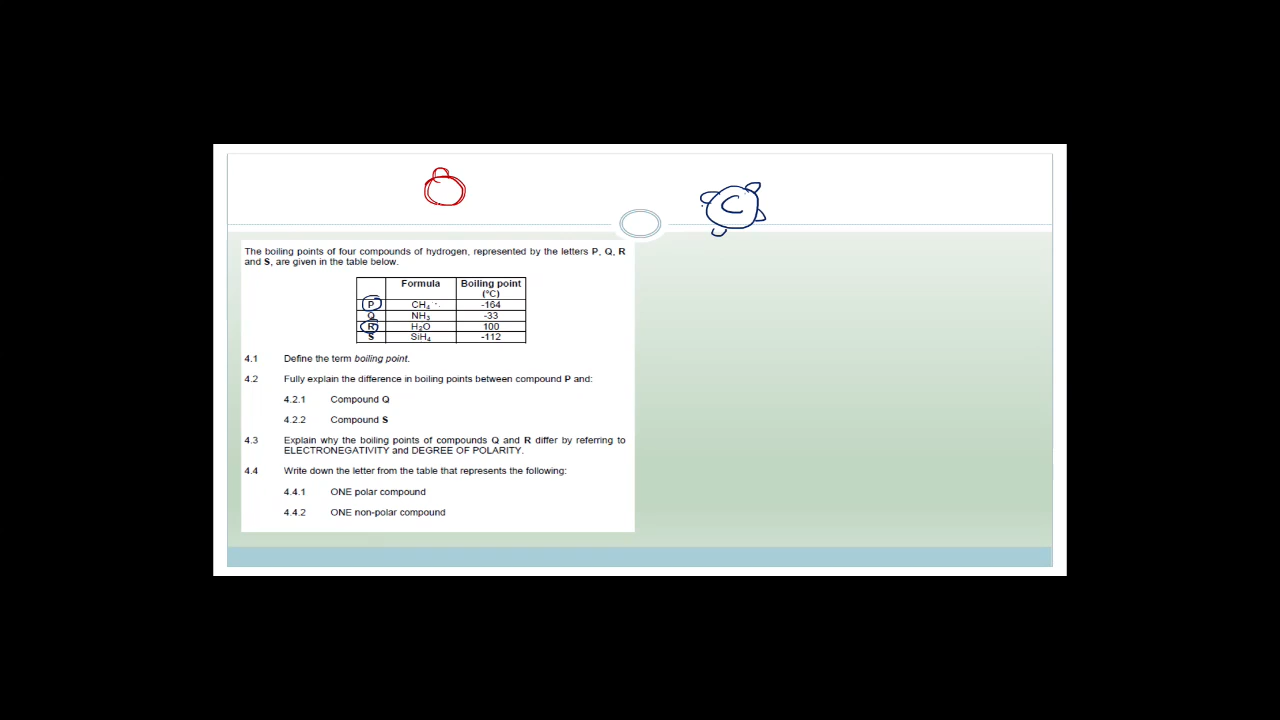 C
The boiling points of four compounds of hydrogen, represented by the letters P, Q, R
and S, are given in the table below.
Formula Boiling point
(°C)
P CH₄ -164
Q NH₃ -33
R H₂O 100
S SiH₄ -112
4.1 Define the term boiling point.
4.2 Fully explain the difference in boiling points between compound P and:
4.2.1 Compound Q
4.2.2 Compound S
4.3 Explain why the boiling points of compounds Q and R differ by referring to
ELECTRONEGATIVITY and DEGREE OF POLARITY.
4.4 Write down the letter from the table that represents the following:
4.4.1 ONE polar compound
4.4.2 ONE non-polar compound